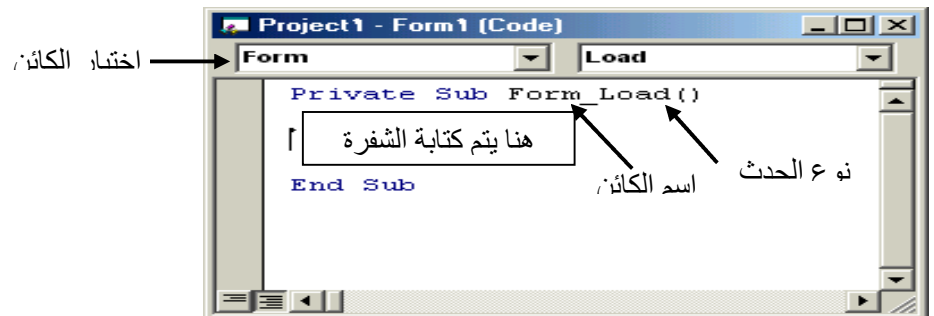 Project1 - Form1 (Code)
اختيار الكائن
Form
Load
Private Sub Form_Load()
هنا يتم كتابة الشفرة
نوع الحدث
اسم الكائن
End Sub